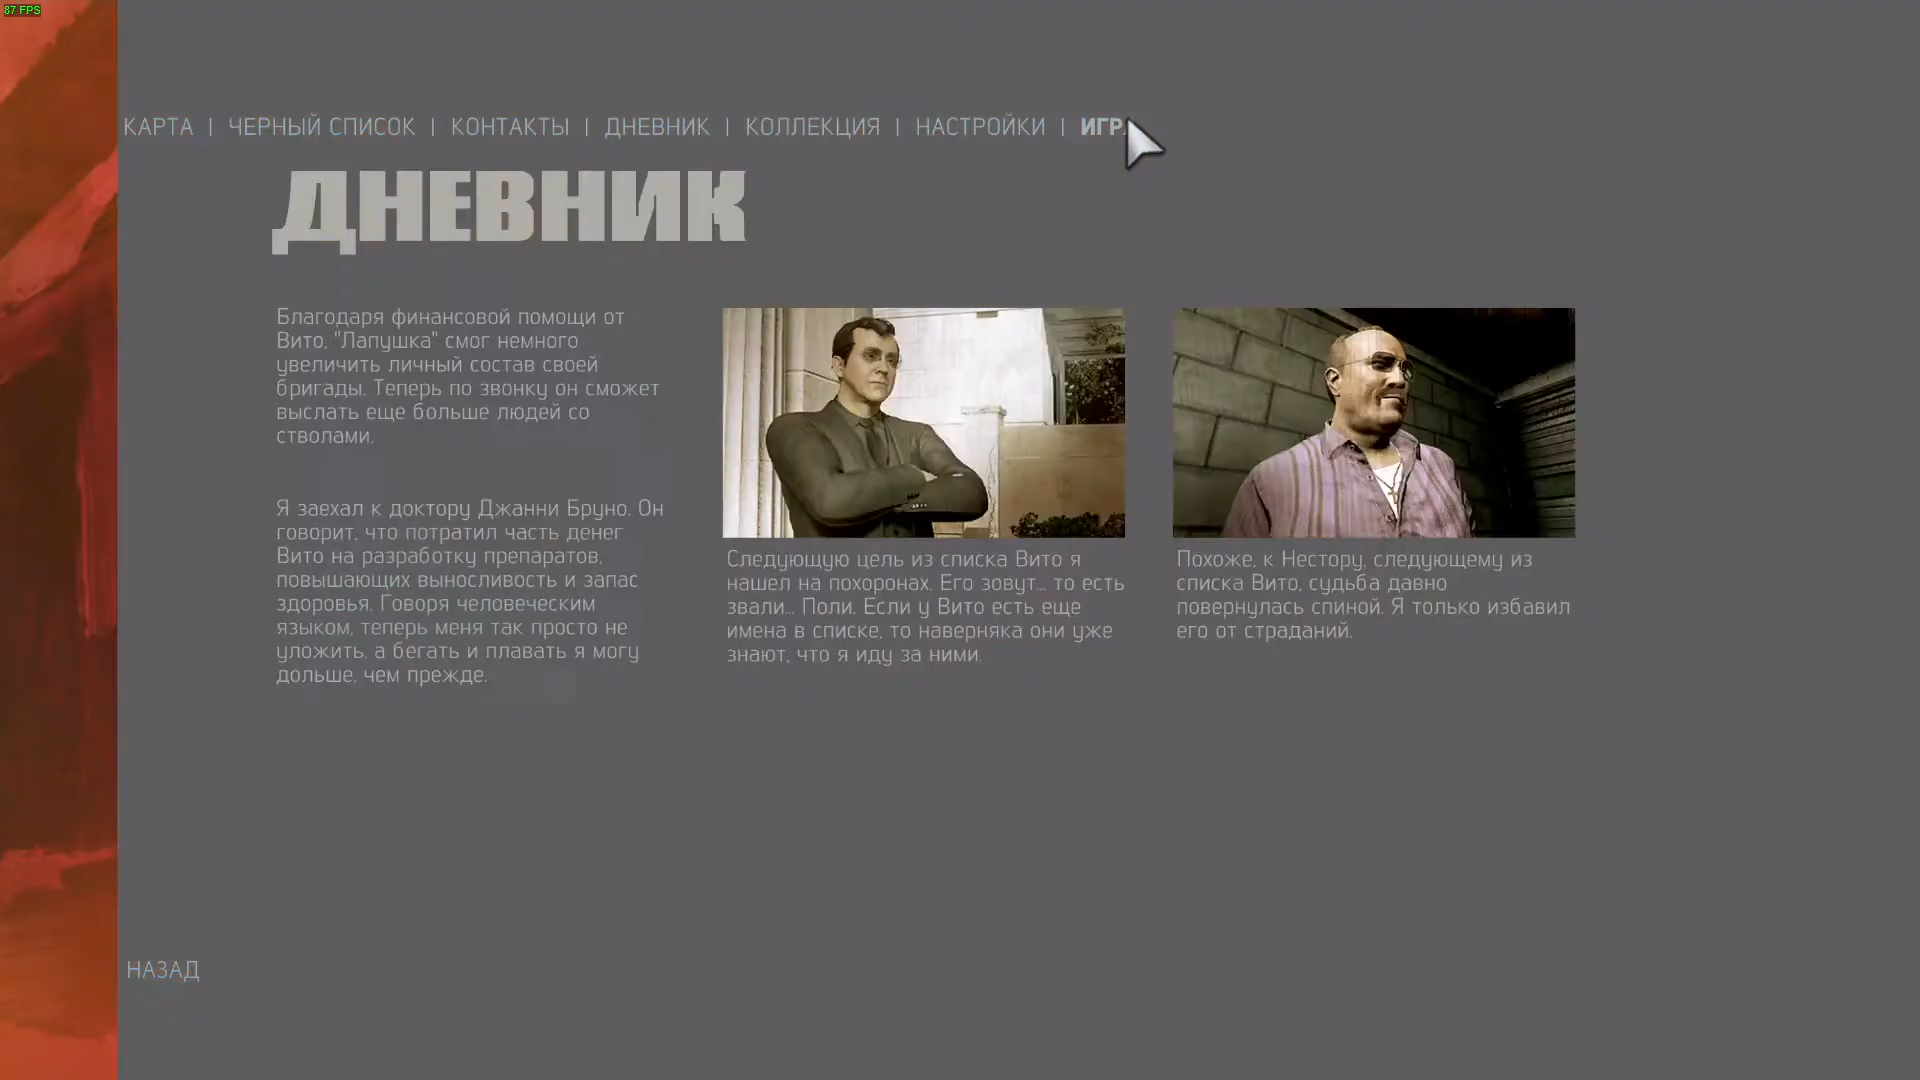 87 FPS
КАРТА | ЧЕРНЫЙ СПИСОК | КОНТАКТЫ | ДНЕВНИК | КОЛЛЕКЦИЯ | НАСТРОЙКИ |
ДНЕВНИК
Благодаря финансовой помощи от
Вито, "Лапушка" смог немного
увеличить личный состав своей
бригады. Теперь по звонку он сможет
выслать еще больше людей со
стволами.
Я заехал к доктору Джанни Бруно. Он
говорит, что потратил часть денег
Вито на разработку препаратов,
повышающих выносливость и запас
здоровья. Говоря человеческим
языком, теперь меня так просто не
уложить, а бегать и плавать я могу
дольше, чем прежде.
Следующую цель из списка Вито я
нашел на похоронах. Его зовут... то есть
звали... Поли. Если у Вито есть еще
имена в списке, то наверняка они уже
знают, что я иду за ними.
Похоже, к Нестору, следующему из
списка Вито, судьба давно
повернулась спиной. Я только избавил
его от страданий.
НАЗАД